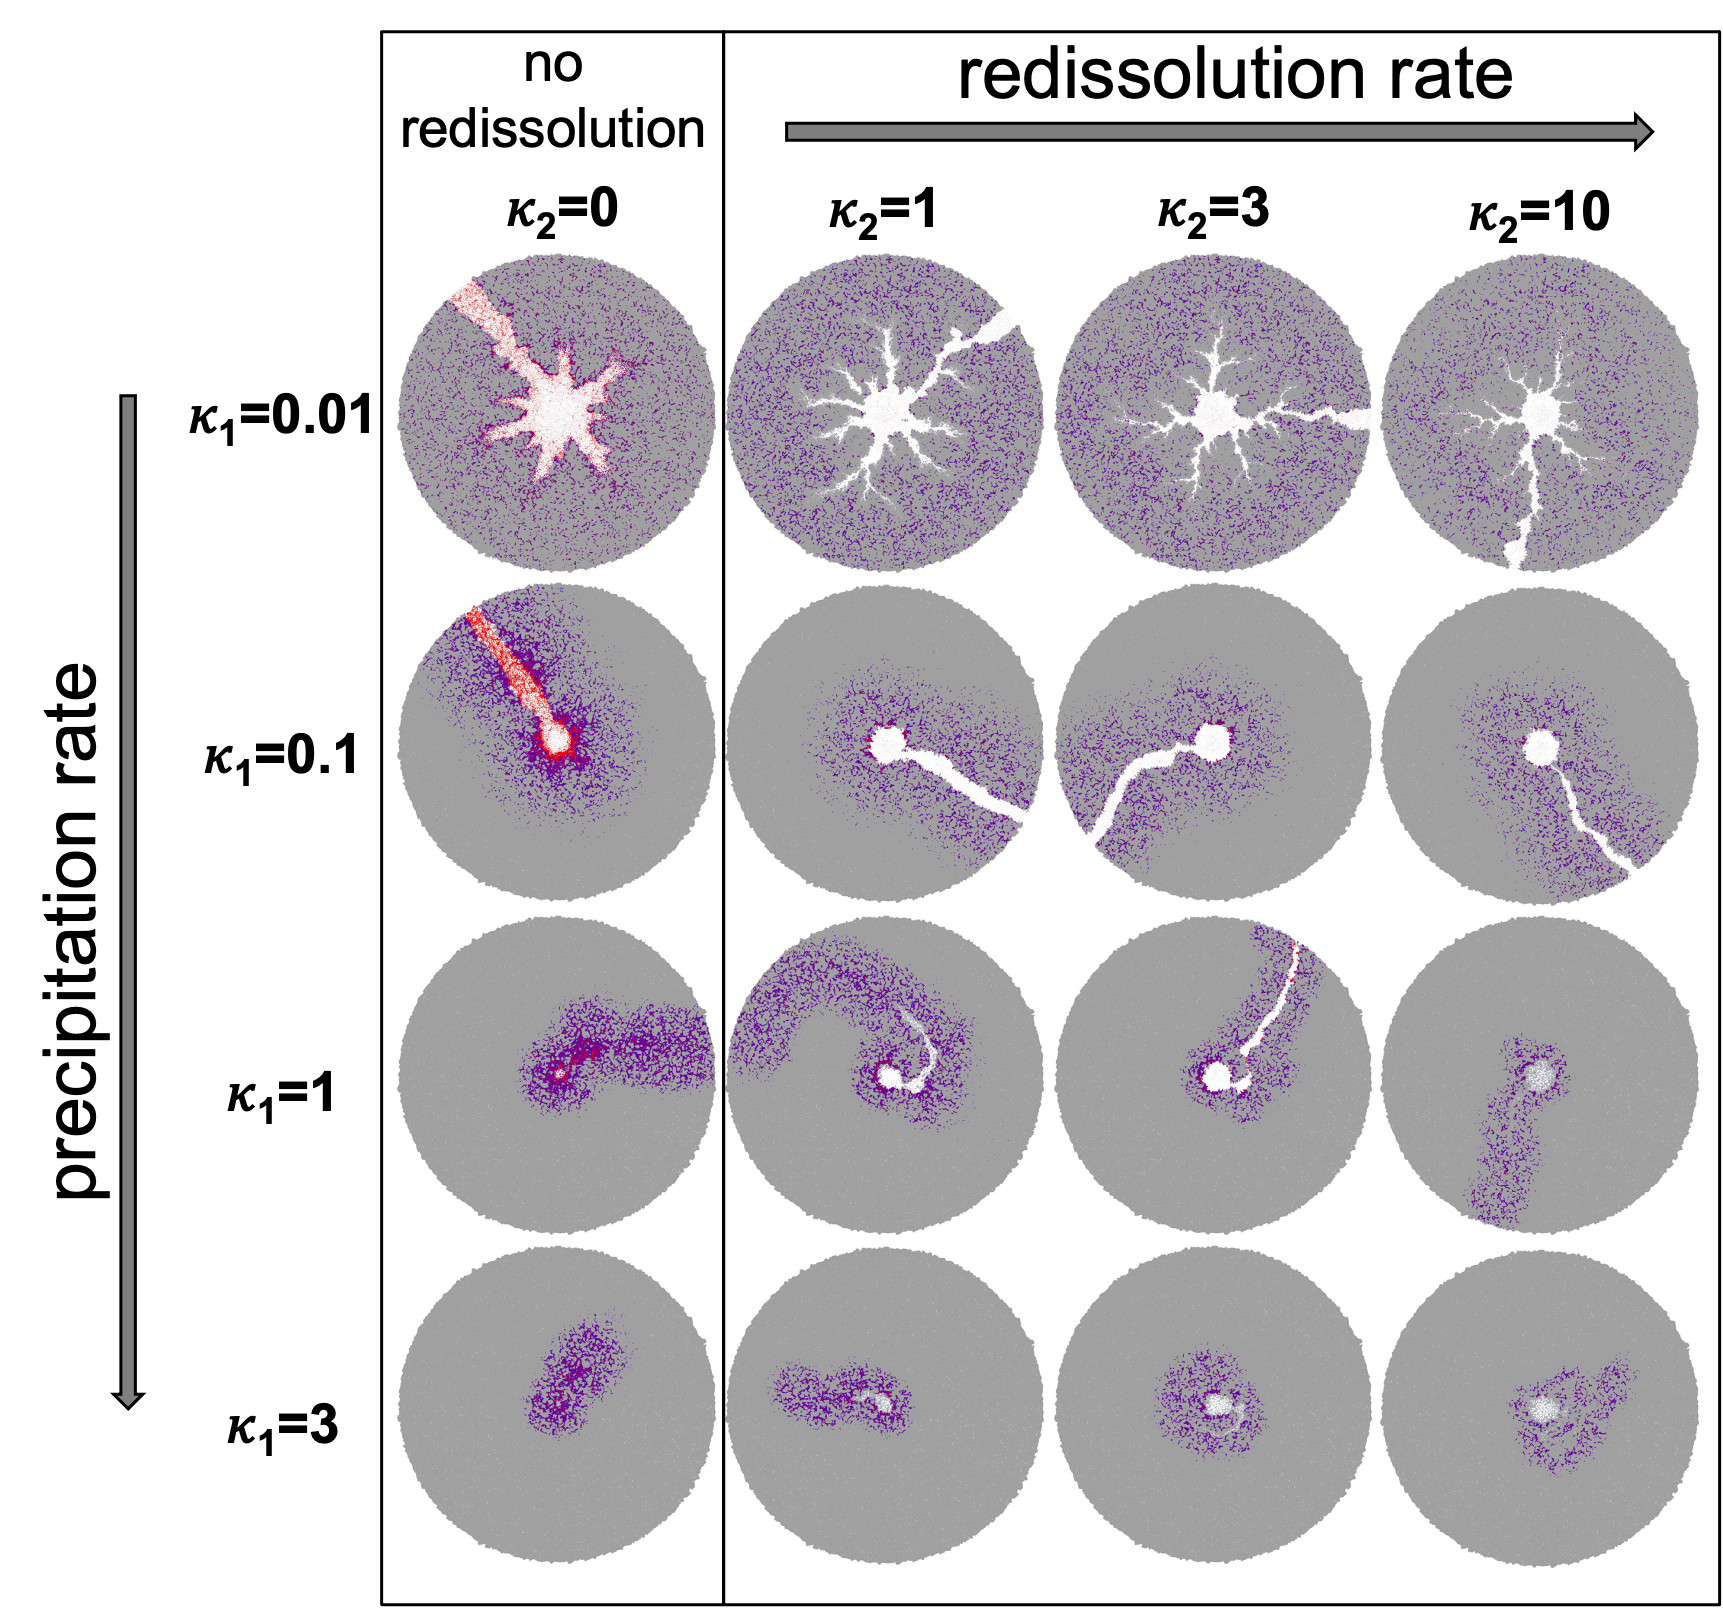 no
redissolution
redissolution rate
κ₂=0
κ₂=1
κ₂=3
κ₂=10
precipitation rate
κ₁=0.01
κ₁=0.1
κ₁=1
κ₁=3